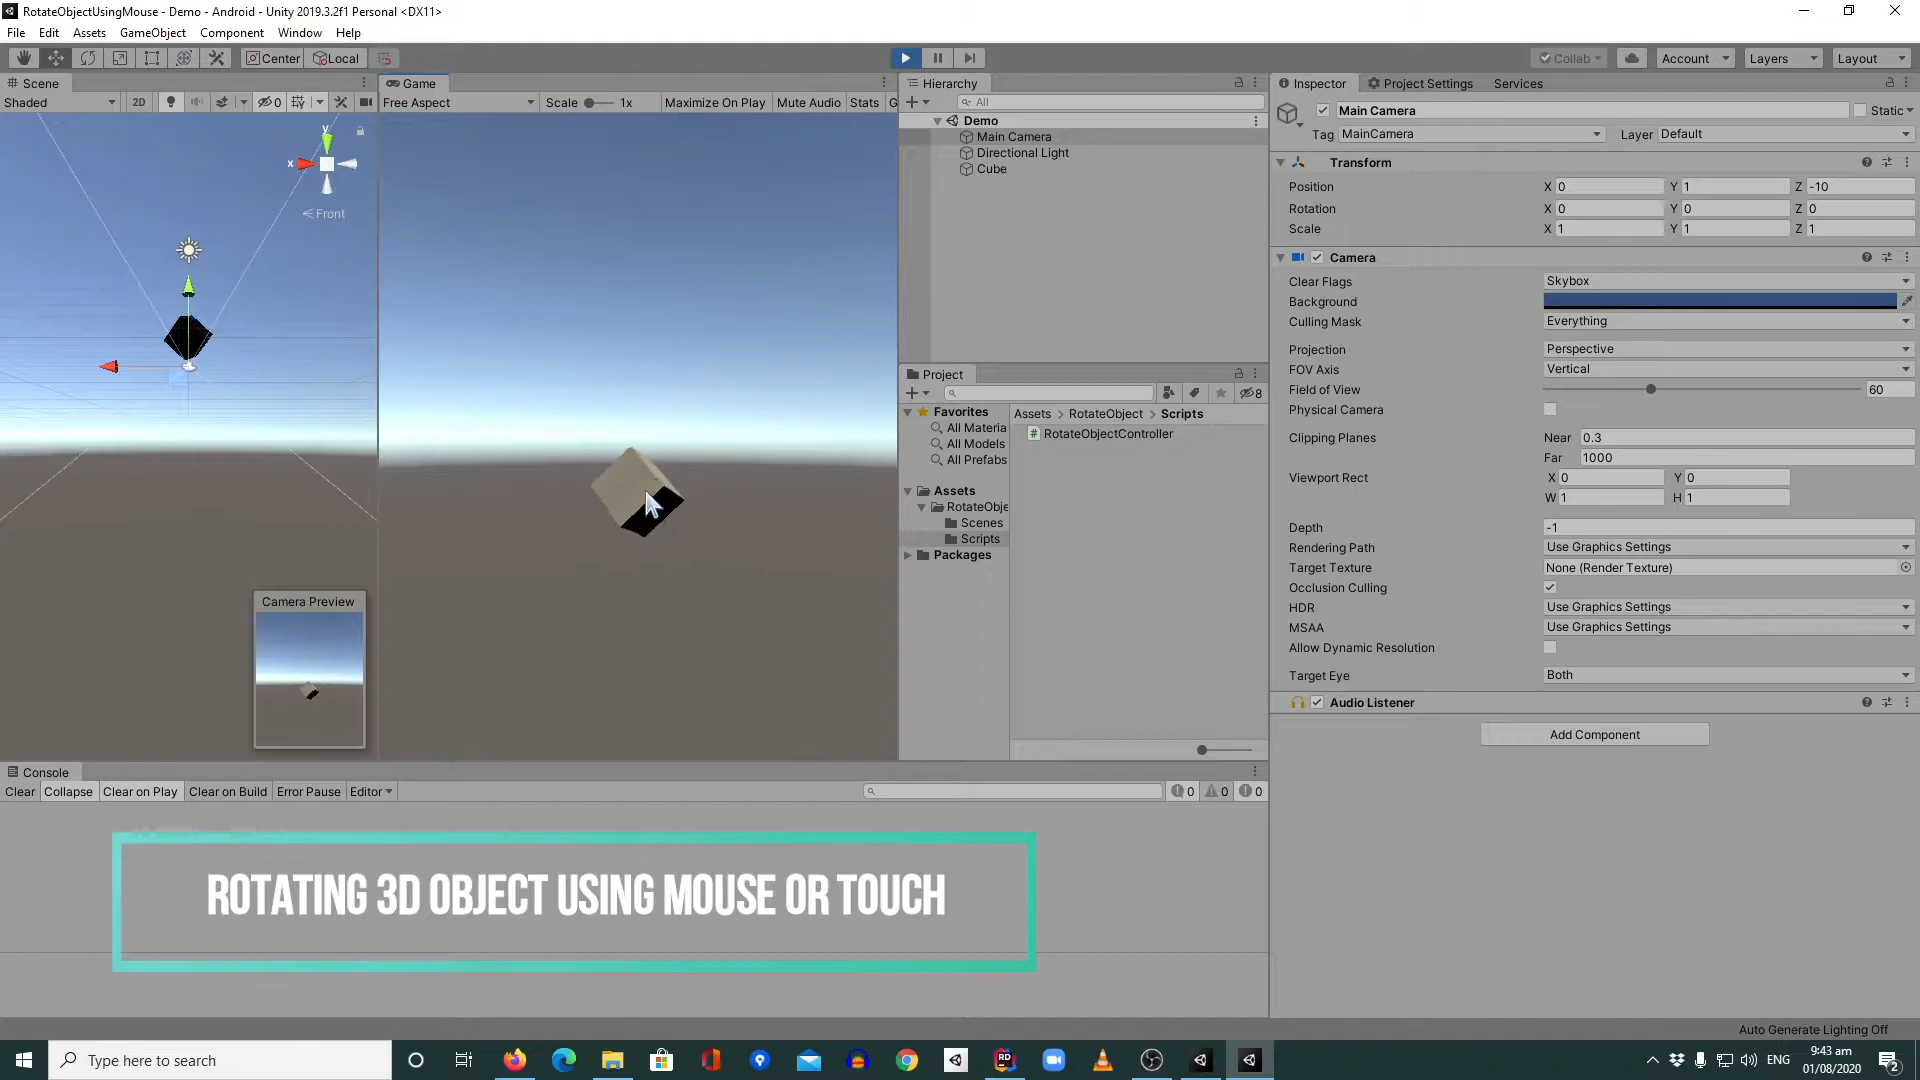 RotateObjectUsingMouse - Demo - Android - Unity 2019.3.2f1 Personal <DX11>
File Edit Assets GameObject Component Window Help
Center Local Collab Account Layers Layout
Scene
Shaded 2D 0
y
x
Front
Camera Preview
Game
Free Aspect Scale 1x Maximize On Play Mute Audio Stats G
Hierarchy
All
Demo
Main Camera
Directional Light
Cube
Project
8
Favorites
All Materia
All Models
All Prefabs
Assets
RotateObje
Scenes
Scripts
Packages
Assets > RotateObject > Scripts
RotateObjectController
Inspector Project Settings Services
Main Camera Static
Tag MainCamera Layer Default
Transform
Position X 0 Y 1 Z -10
Rotation X 0 Y 0 Z 0
Scale X 1 Y 1 Z 1
Camera
Clear Flags Skybox
Background
Culling Mask Everything
Projection Perspective
FOV Axis Vertical
Field of View 60
Physical Camera
Clipping Planes Near 0.3
Far 1000
Viewport Rect X 0 Y 0
W 1 H 1
Depth -1
Rendering Path Use Graphics Settings
Target Texture None (Render Texture)
Occlusion Culling
HDR Use Graphics Settings
MSAA Use Graphics Settings
Allow Dynamic Resolution
Target Eye Both
Audio Listener
Add Component
Console
Clear Collapse Clear on Play Clear on Build Error Pause Editor 0 0 0
ROTATING 3D OBJECT USING MOUSE OR TOUCH
Auto Generate Lighting Off
Type here to search
RD
ENG
9:43 am
01/08/2020
2